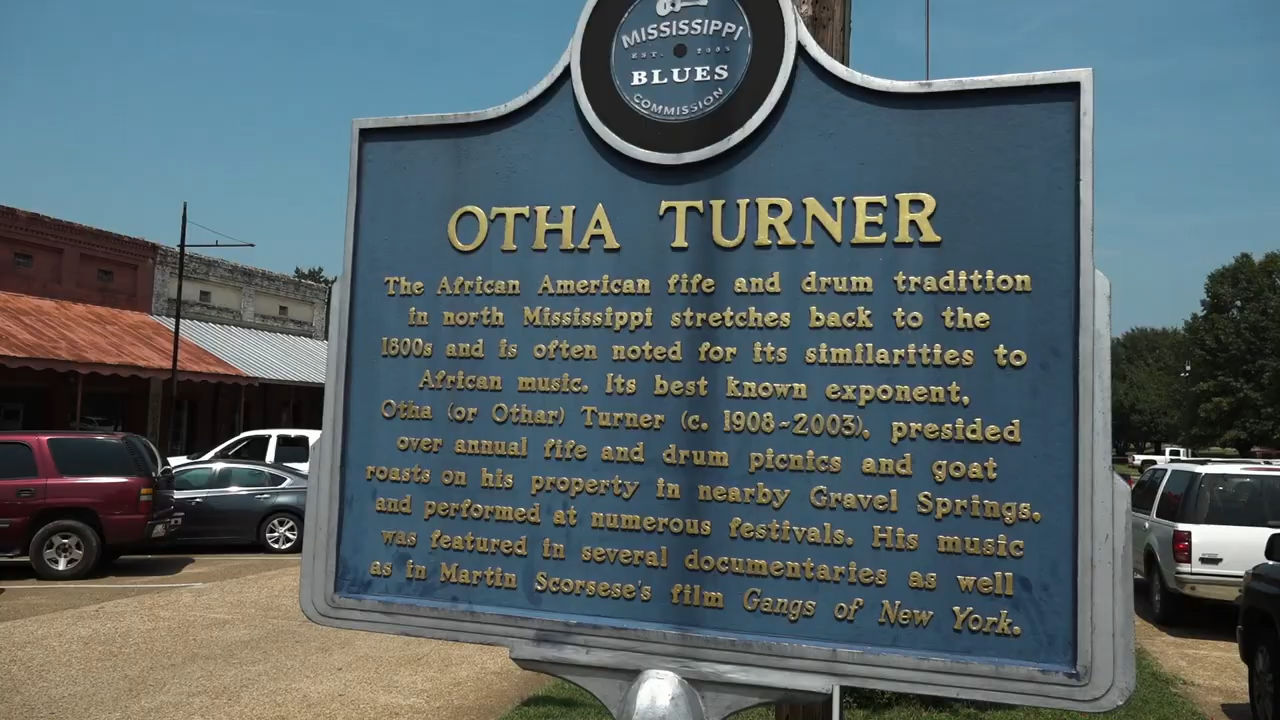 MISSISSIPPI
EST. 2003
BLUES
COMMISSION
OTHA TURNER
The African American fife and drum tradition
in north Mississippi stretches back to the
1800s and is often noted for its similarities to
African music. Its best known exponent,
Otha (or Othar) Turner (c. 1908-2003), presided
over annual fife and drum picnics and goat
roasts on his property in nearby Gravel Springs,
and performed at numerous festivals. His music
was featured in several documentaries as well
as in Martin Scorsese's film Gangs of New York.